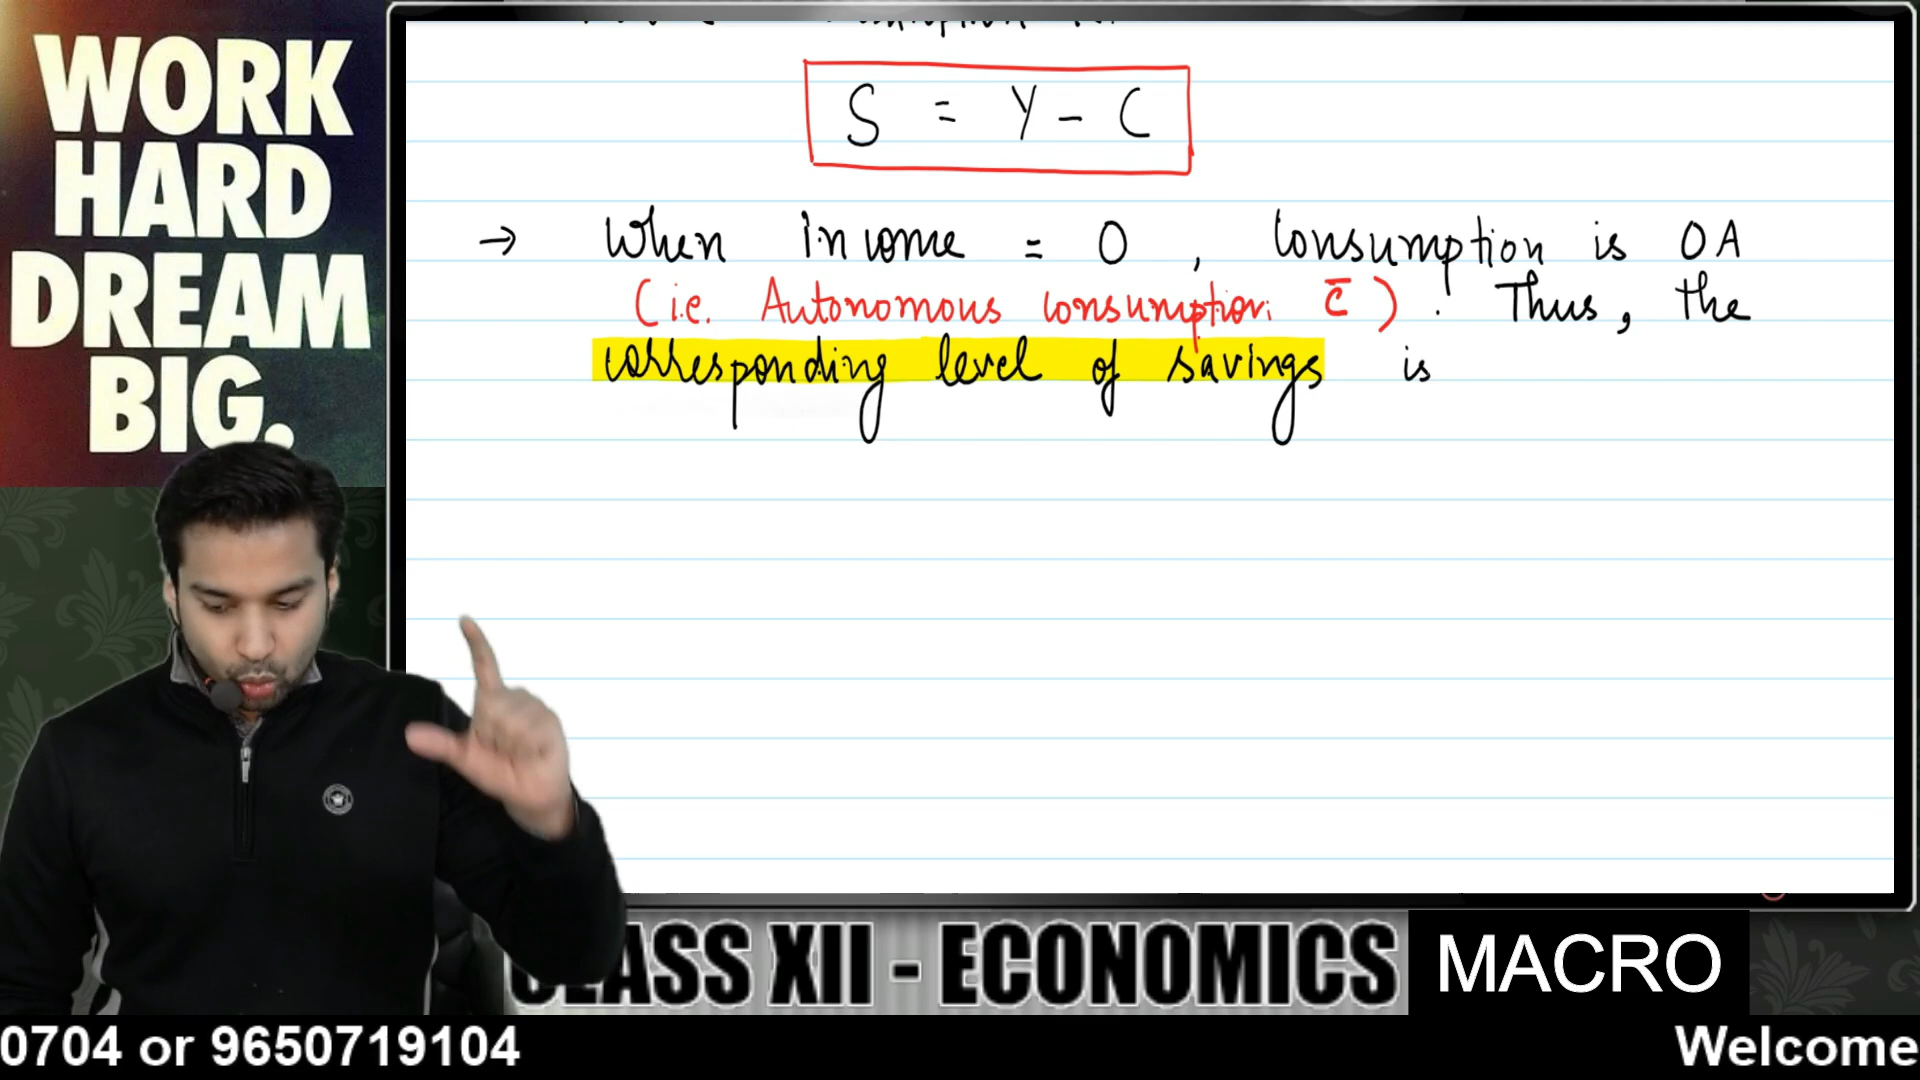 WORK
HARD
DREAM
BIG.
S = Y - C
→ When income = 0, Consumption is OA
(i.e. Autonomous consumption: C̄). Thus, the
corresponding level of savings is
CLASS XII - ECONOMICS
MACRO
0704 or 9650719104
Welcome